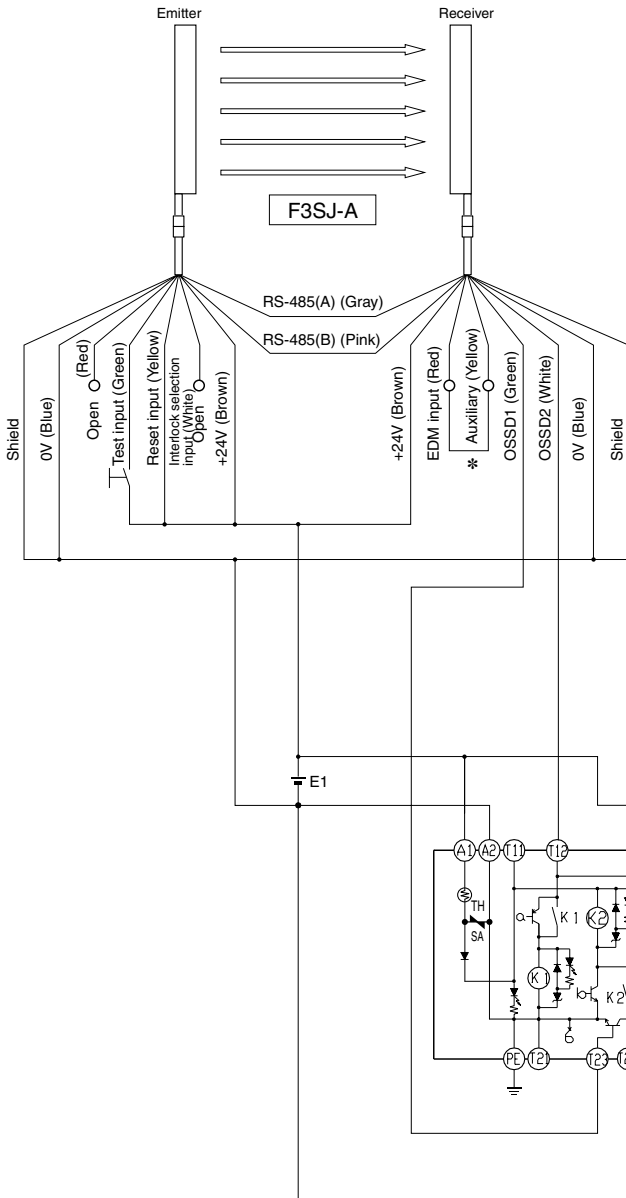 Emitter
Receiver
F3SJ-A
RS-485(A) (Gray)
RS-485(B) (Pink)
Shield
0V (Blue)
Open
(Red)
Test input (Green)
Reset input (Yellow)
Interlock selection
input (White)
Open
+24V (Brown)
+24V (Brown)
EDM input (Red)
Auxiliary (Yellow)
*
OSSD1 (Green)
OSSD2 (White)
0V (Blue)
Shield
E1
A1
A2
T11
T12
TH
SA
K1
K2
K1
K2
a
b
b
PE
T21
T23